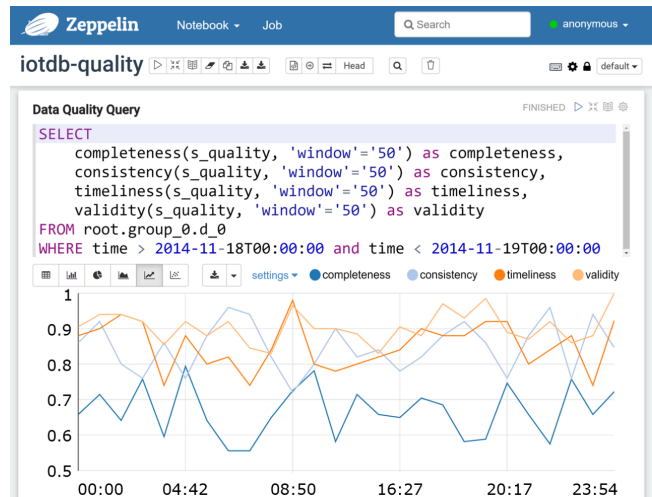 Zeppelin Notebook Job Search anonymous
iotdb-quality Head default
Data Quality Query FINISHED
SELECT
completeness(s_quality, 'window'='50') as completeness,
consistency(s_quality, 'window'='50') as consistency,
timeliness(s_quality, 'window'='50') as timeliness,
validity(s_quality, 'window'='50') as validity
FROM root.group_0.d_0
WHERE time > 2014-11-18T00:00:00 and time < 2014-11-19T00:00:00
settings completeness consistency timeliness validity
1
0.9
0.8
0.7
0.6
0.5
00:00 04:42 08:50 16:27 20:17 23:54